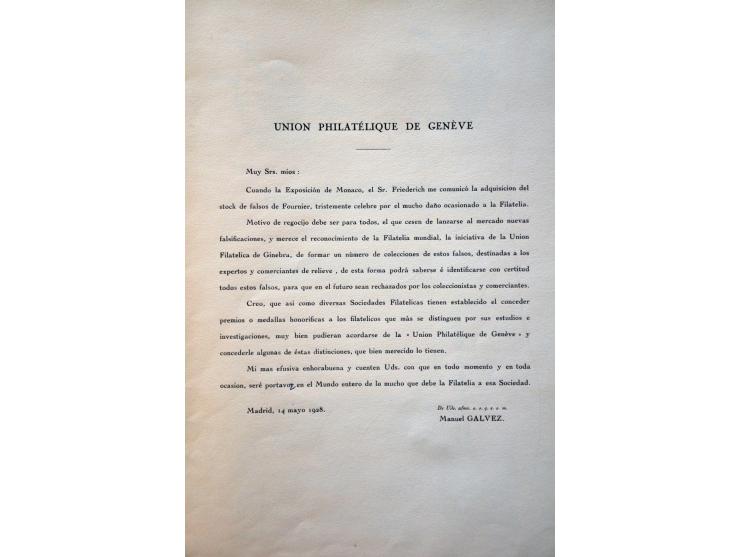 UNION PHILATÉLIQUE DE GENÈVE
Muy Srs. mios :
Cuando la Exposición de Monaco, el Sr. Friederich me comunicó la adquisicion del
stock de falsos de Fournier, tristemente celebre por el mucho daño ocasionado a la Filatelia.
Motivo de regocijo debe ser para todos, el que cesen de lanzarse al mercado nuevas
falsificaciones, y merece el reconocimiento de la Filatelia mundial, la iniciativa de la Union
Filatelica de Ginebra, de formar un nùmero de colecciones de estos falsos, destinadas a los
expertos y comerciantes de relieve , de esta forma podrá saberse é identificarse con certitud
todos estos falsos, para que en el futuro sean rechazados por los coleccionistas y comerciantes.
Creo, que asi como diversas Sociedades Filatelicas tienen establecido el conceder
premios o medallas honorificas a los filatelicos que màs se distinguen por sus estudios e
investigaciones, muy bien pudieran acordarse de la « Union Philatélique de Genève » y
concederle algunas de éstas distinciones, que bien merecido lo tienen.
Mi mas efusiva enhorabuena y cuenten Uds. con que en todo momento y en toda
ocasion, seré portavoz en el Mundo entero de lo mucho que debe la Filatelia a esa Sociedad.
Madrid, 14 mayo 1928.
De Uds. afmo. s. s. q. e. s. m.
Manuel GALVEZ.